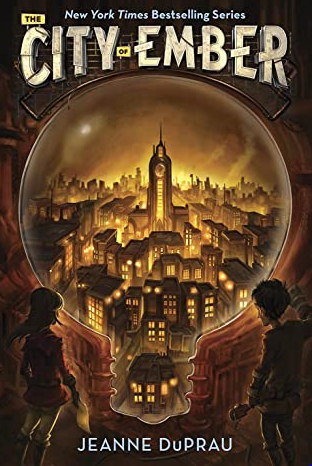 New York Times Bestselling Series
THE
CITY OF EMBER
JEANNE DUPRAU